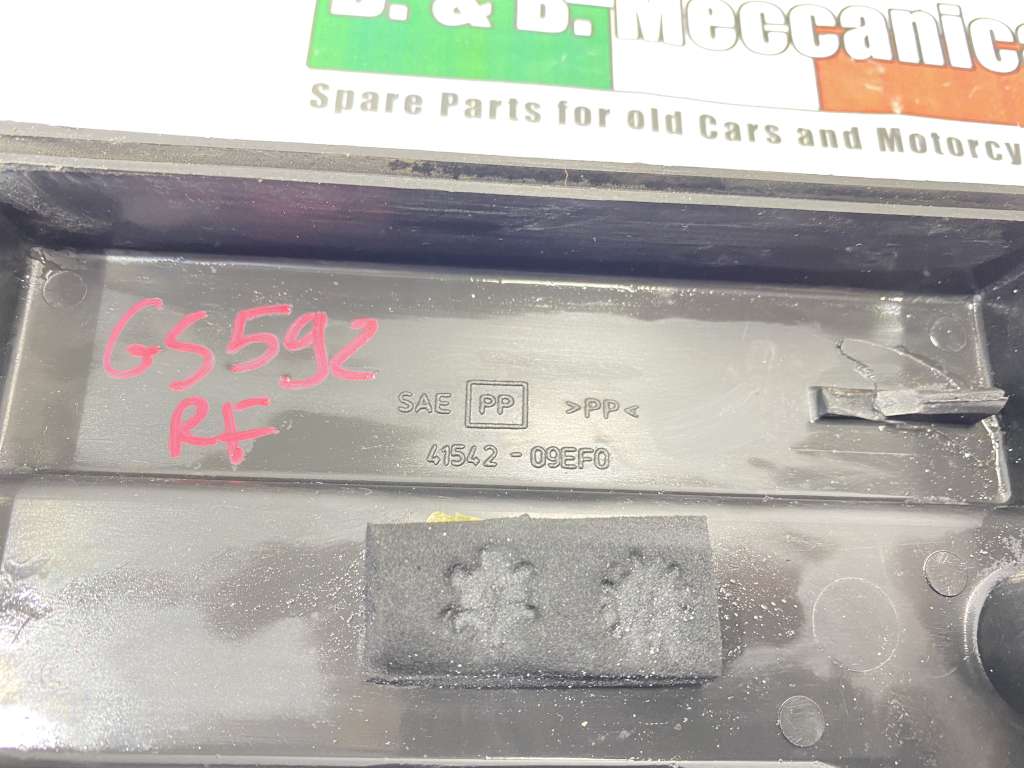 B. & B. Meccanica
Spare Parts for old Cars and Motorcy
GS592
RF
SAE PP >PP<
41542-09EF0